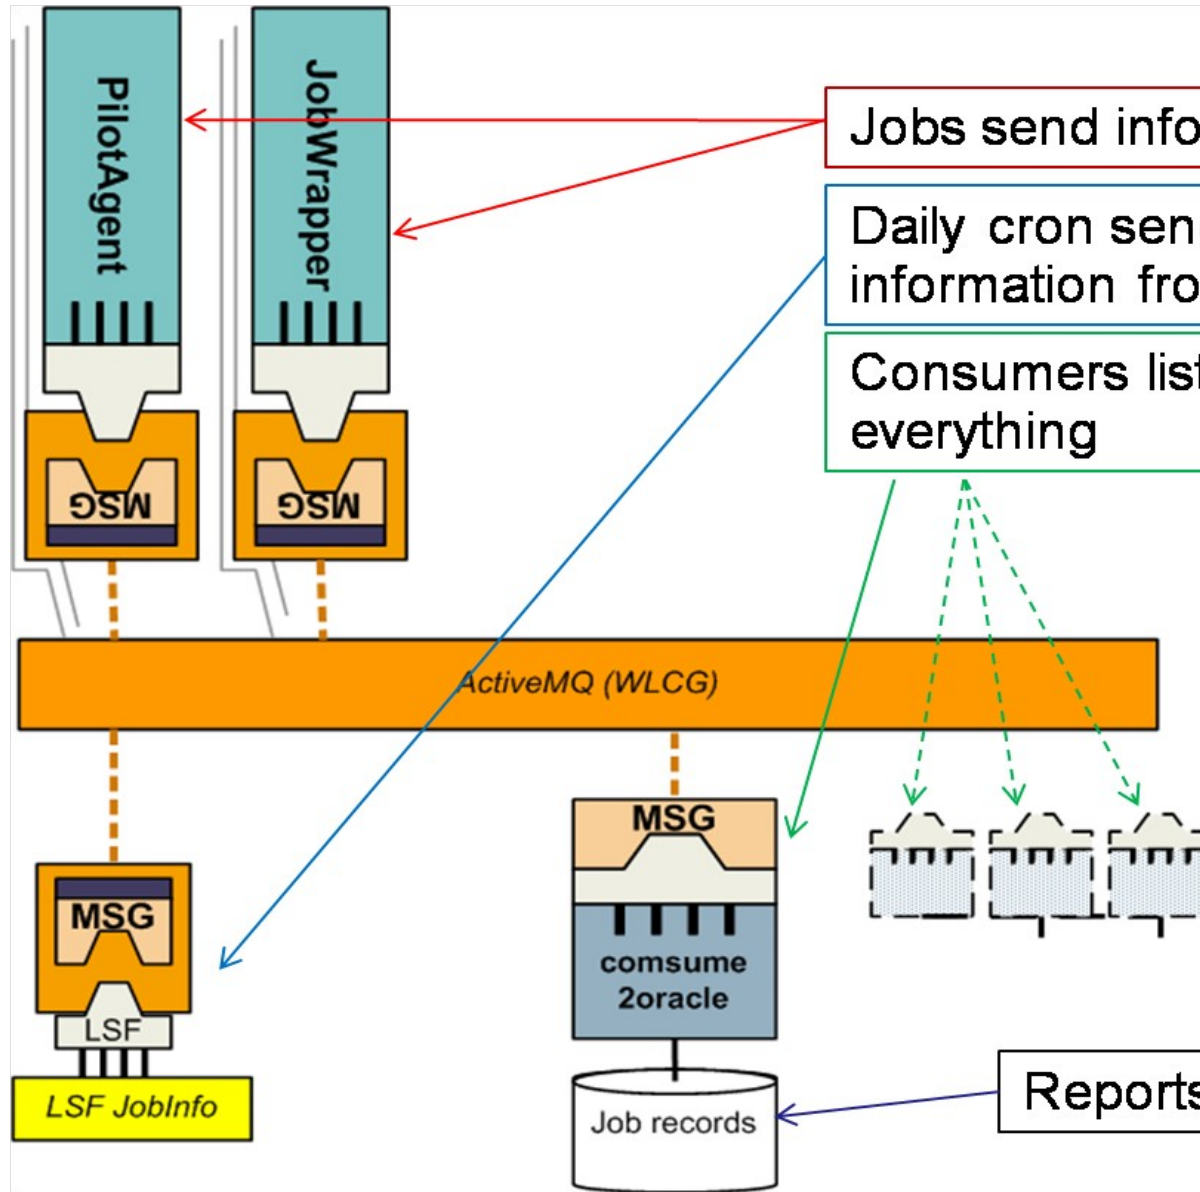 PilotAgent
JobWrapper
Jobs send info
Daily cron sen
information fro
Consumers list
everything
MSG
MSG
ActiveMQ (WLCG)
MSG
MSG
comsume
2oracle
LSF
LSF JobInfo
Job records
Reports